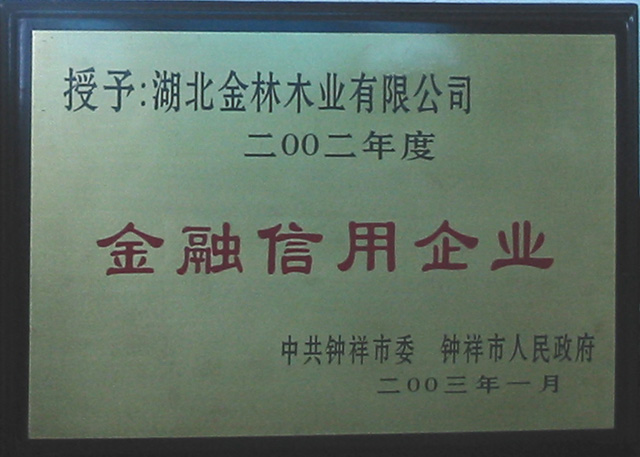 授予:湖北金林木业有限公司
二00二年度
金融信用企业
中共钟祥市委 钟祥市人民政府
二00三年一月